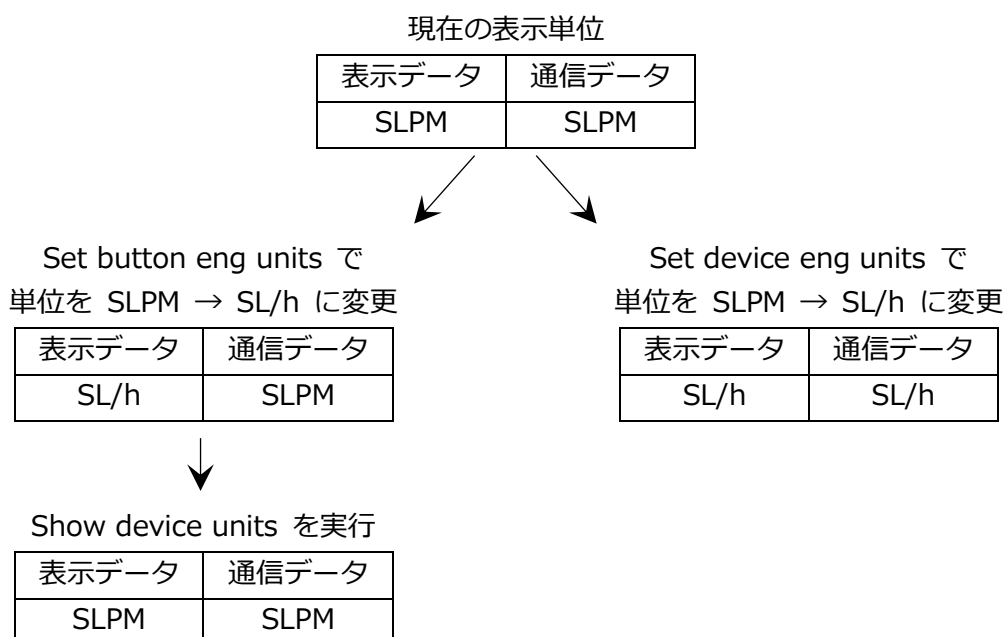 現在の表示単位
表示データ 通信データ
SLPM SLPM
Set button eng units で
単位を SLPM → SL/h に変更
表示データ 通信データ
SL/h SLPM
Set device eng units で
単位を SLPM → SL/h に変更
表示データ 通信データ
SL/h SL/h
Show device units を実行
表示データ 通信データ
SLPM SLPM